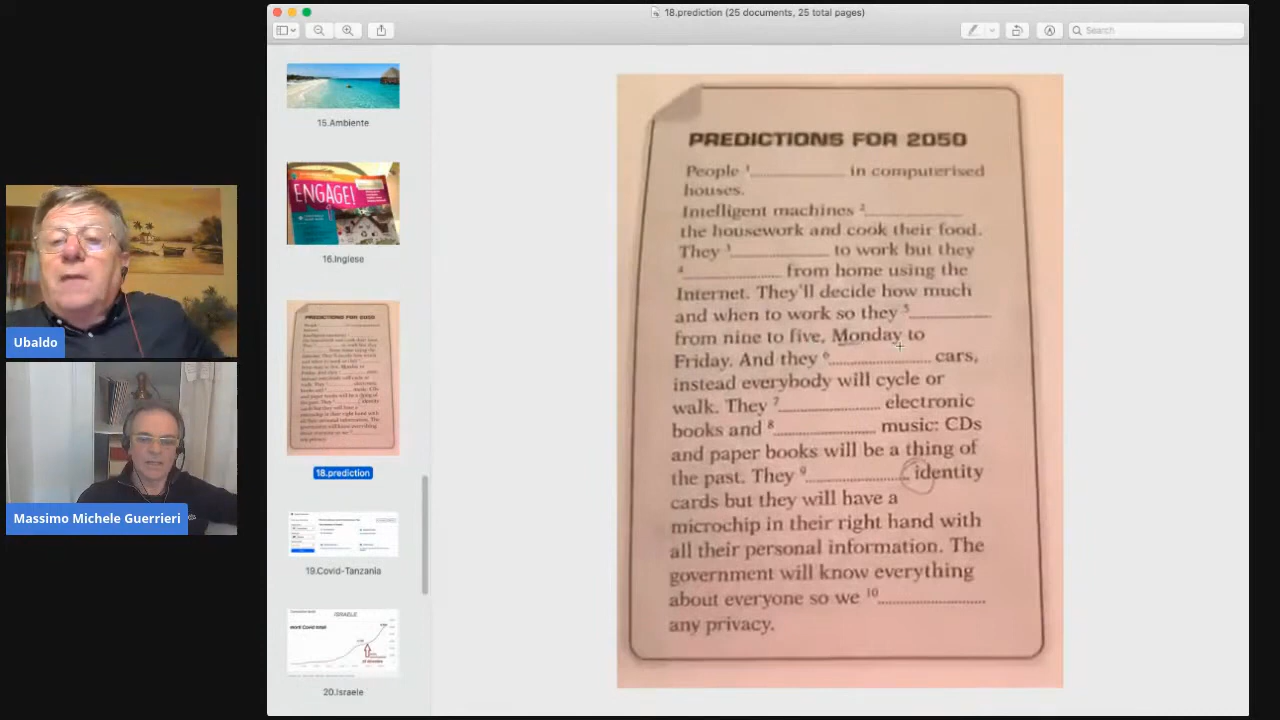 18.prediction (25 documents, 25 total pages)
Search
15.Ambiente
ENGAGE!
16.Inglese
PREDICTIONS FOR 2050
18.prediction
19.Covid-Tanzania
ISRAELE
20.Israele
Ubaldo
Massimo Michele Guerrieri
PREDICTIONS FOR 2050
People 1 ............ in computerised
houses.
Intelligent machines 2 ............
the housework and cook their food.
They 3 ............ to work but they
4 ............ from home using the
Internet. They'll decide how much
and when to work so they 5 ............
from nine to five, Monday to
Friday. And they 6 ............ cars,
instead everybody will cycle or
walk. They 7 ............ electronic
books and 8 ............ music: CDs
and paper books will be a thing of
the past. They 9 ............ identity
cards but they will have a
microchip in their right hand with
all their personal information. The
government will know everything
about everyone so we 10 ............
any privacy.